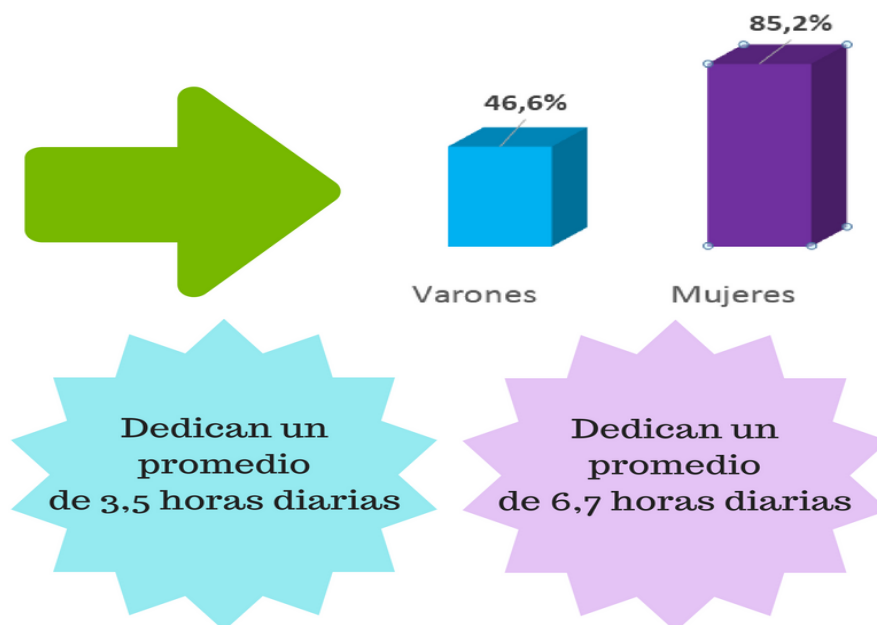 85,2%
46,6%
Varones
Mujeres
Dedican un
promedio
de 3,5 horas diarias
Dedican un
promedio
de 6,7 horas diarias